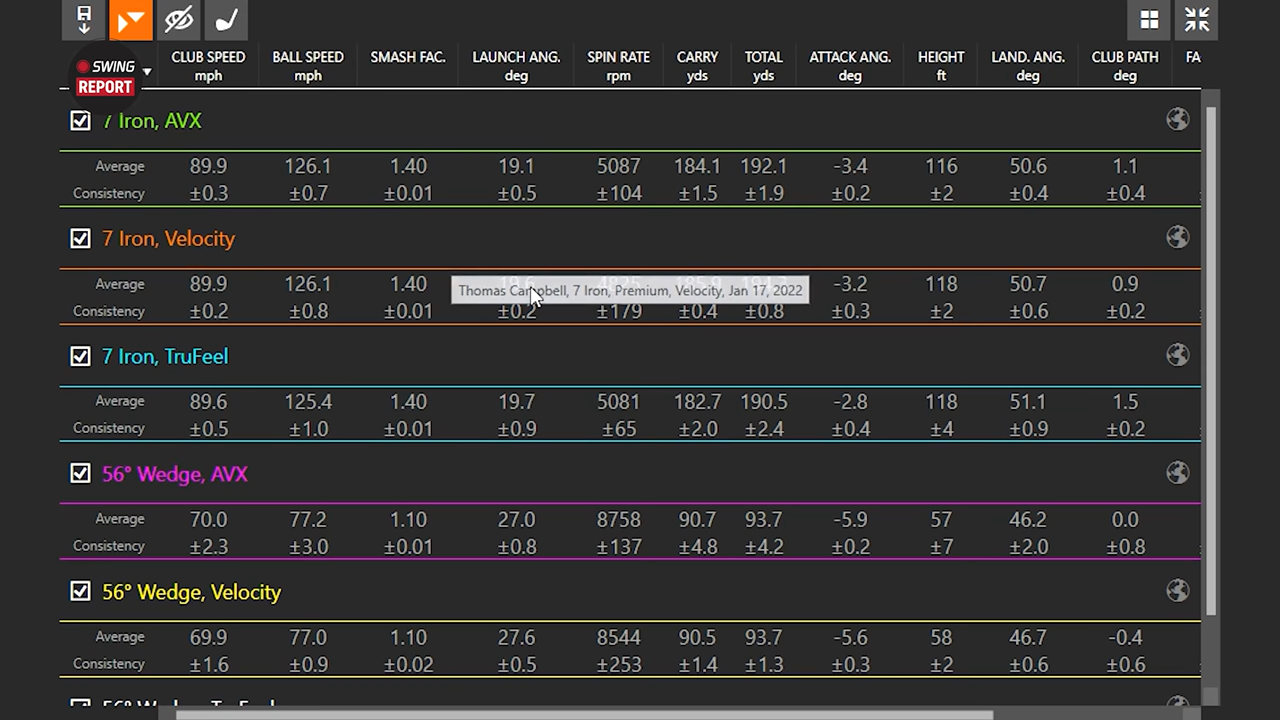 CLUB SPEED BALL SPEED SMASH FAC. LAUNCH ANG. SPIN RATE CARRY TOTAL ATTACK ANG. HEIGHT LAND. ANG. CLUB PATH FA
mph mph deg rpm yds yds deg ft deg deg
SWING
REPORT
7 Iron, AVX
Average 89.9 126.1 1.40 19.1 5087 184.1 192.1 -3.4 116 50.6 1.1
Consistency ±0.3 ±0.7 ±0.01 ±0.5 ±104 ±1.5 ±1.9 ±0.2 ±2 ±0.4 ±0.4
7 Iron, Velocity
Average 89.9 126.1 1.40 -3.2 118 50.7 0.9
Thomas Campbell, 7 Iron, Premium, Velocity, Jan 17, 2022
Consistency ±0.2 ±0.8 ±0.01 ±0.2 ±179 ±0.4 ±0.8 ±0.3 ±2 ±0.6 ±0.2
7 Iron, TruFeel
Average 89.6 125.4 1.40 19.7 5081 182.7 190.5 -2.8 118 51.1 1.5
Consistency ±0.5 ±1.0 ±0.01 ±0.9 ±65 ±2.0 ±2.4 ±0.4 ±4 ±0.9 ±0.2
56° Wedge, AVX
Average 70.0 77.2 1.10 27.0 8758 90.7 93.7 -5.9 57 46.2 0.0
Consistency ±2.3 ±3.0 ±0.01 ±0.8 ±137 ±4.8 ±4.2 ±0.2 ±7 ±2.0 ±0.8
56° Wedge, Velocity
Average 69.9 77.0 1.10 27.6 8544 90.5 93.7 -5.6 58 46.7 -0.4
Consistency ±1.6 ±0.9 ±0.02 ±0.5 ±253 ±1.4 ±1.3 ±0.3 ±2 ±0.6 ±0.6